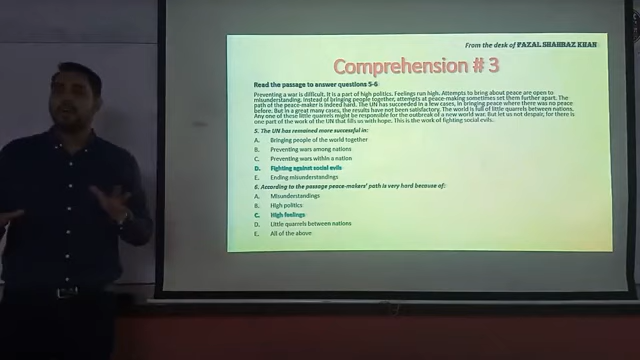 From the desk of FAZAL SHAHBAZ KHAN
Comprehension # 3
Read the passage to answer questions 5-6
Preventing a war is difficult. It is a part of high politics. Feelings run high. Attempts to bring about peace are open to
misunderstanding. Instead of bringing people together, attempts at peace-making sometimes set them further apart. The
path of the peace-maker is indeed hard. The UN has succeeded in a few cases, in bringing peace where there was no peace
before. But in a great many cases, the results have not been satisfactory. The world is full of little quarrels between nations.
Any one of these little quarrels might be responsible for the outbreak of a new world war. But let us not despair, for there is
one part of the work of the UN that fills us with hope. This is the work of fighting social evils.
5. The UN has remained more successful in:
A. Bringing people of the world together
B. Preventing wars among nations
C. Preventing wars within a nation
D. Fighting against social evils
E. Ending misunderstandings
6. According to the passage peace-makers' path is very hard because of:
A. Misunderstandings
B. High politics
C. High feelings
D. Little quarrels between nations
E. All of the above